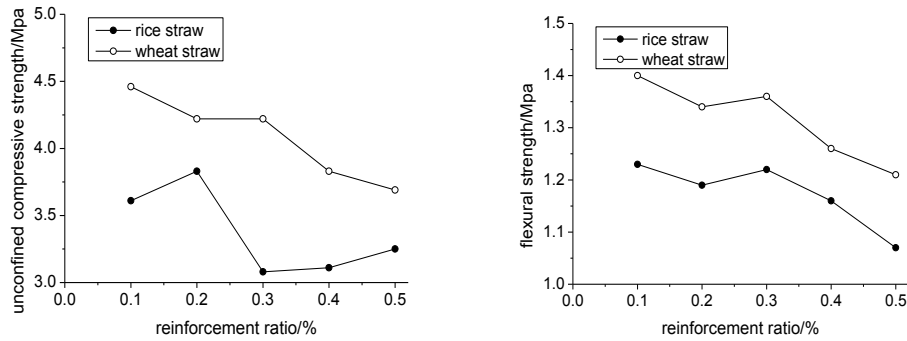 5.0
4.5
4.0
3.5
3.0
0.0
0.1
0.2
0.3
0.4
0.5
unconfined compressive strength/Mpa
reinforcement ratio/%
rice straw
wheat straw
1.5
1.4
1.3
1.2
1.1
1.0
0.0
0.1
0.2
0.3
0.4
0.5
flexural strength/Mpa
reinforcement ratio/%
rice straw
wheat straw